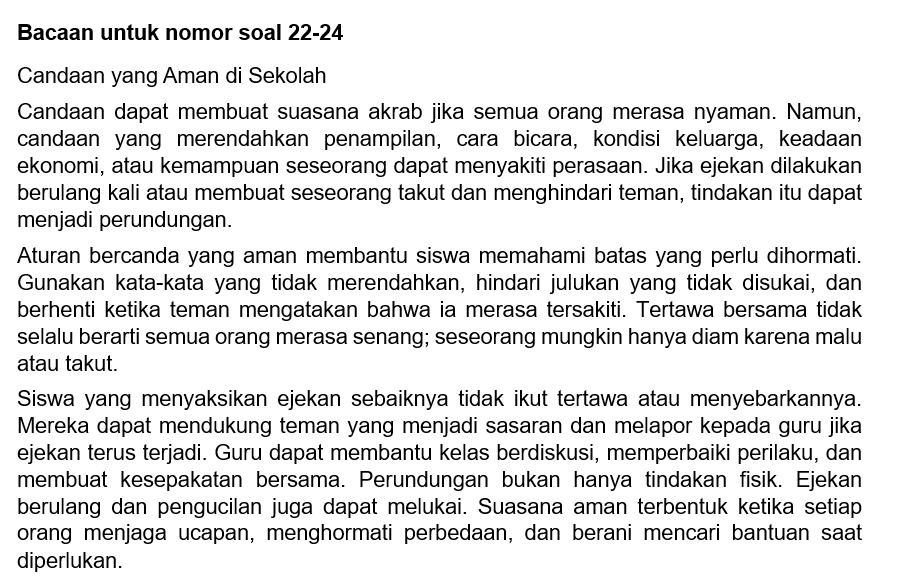 Bacaan untuk nomor soal 22-24
Candaan yang Aman di Sekolah
Candaan dapat membuat suasana akrab jika semua orang merasa nyaman. Namun,
candaan yang merendahkan penampilan, cara bicara, kondisi keluarga, keadaan
ekonomi, atau kemampuan seseorang dapat menyakiti perasaan. Jika ejekan dilakukan
berulang kali atau membuat seseorang takut dan menghindari teman, tindakan itu dapat
menjadi perundungan.
Aturan bercanda yang aman membantu siswa memahami batas yang perlu dihormati.
Gunakan kata-kata yang tidak merendahkan, hindari julukan yang tidak disukai, dan
berhenti ketika teman mengatakan bahwa ia merasa tersakiti. Tertawa bersama tidak
selalu berarti semua orang merasa senang; seseorang mungkin hanya diam karena malu
atau takut.
Siswa yang menyaksikan ejekan sebaiknya tidak ikut tertawa atau menyebarkannya.
Mereka dapat mendukung teman yang menjadi sasaran dan melapor kepada guru jika
ejekan terus terjadi. Guru dapat membantu kelas berdiskusi, memperbaiki perilaku, dan
membuat kesepakatan bersama. Perundungan bukan hanya tindakan fisik. Ejekan
berulang dan pengucilan juga dapat melukai. Suasana aman terbentuk ketika setiap
orang menjaga ucapan, menghormati perbedaan, dan berani mencari bantuan saat
diperlukan.